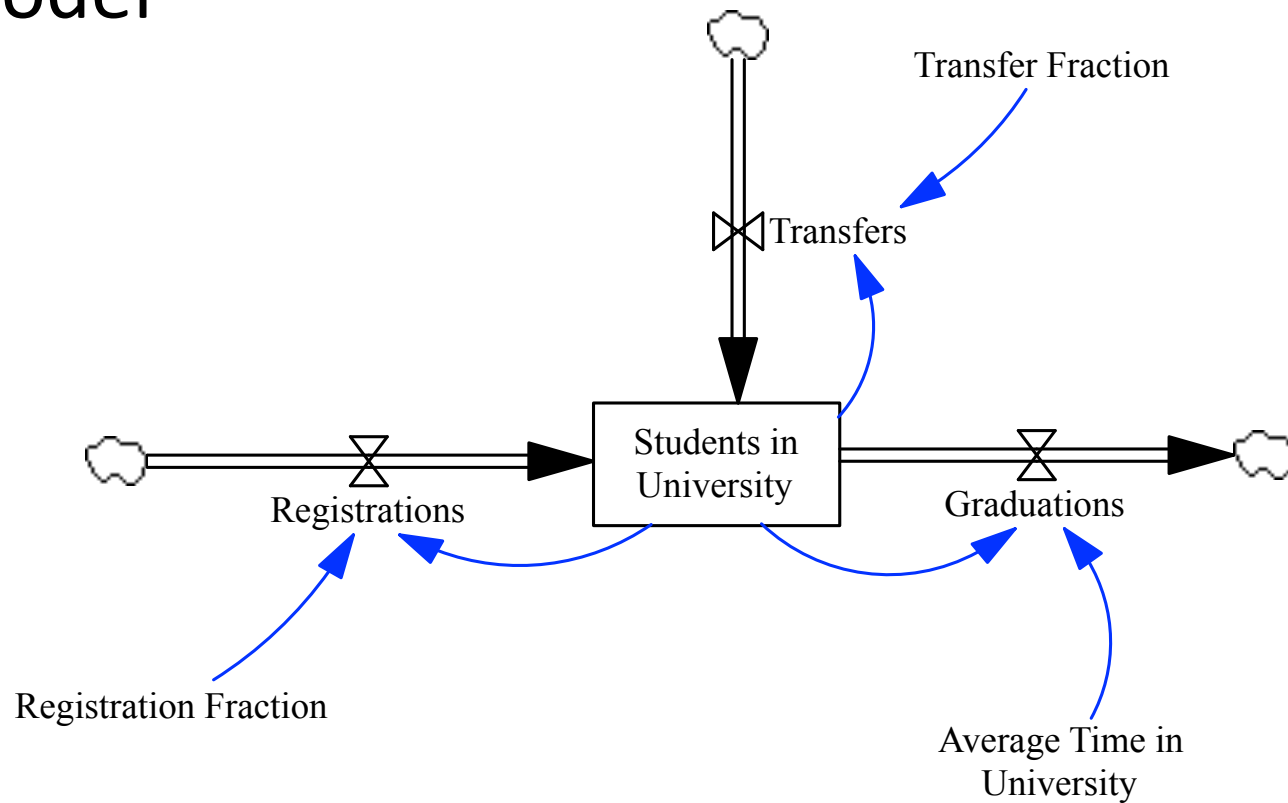 Transfer Fraction
Transfers
Students in
University
Registrations
Graduations
Registration Fraction
Average Time in
University